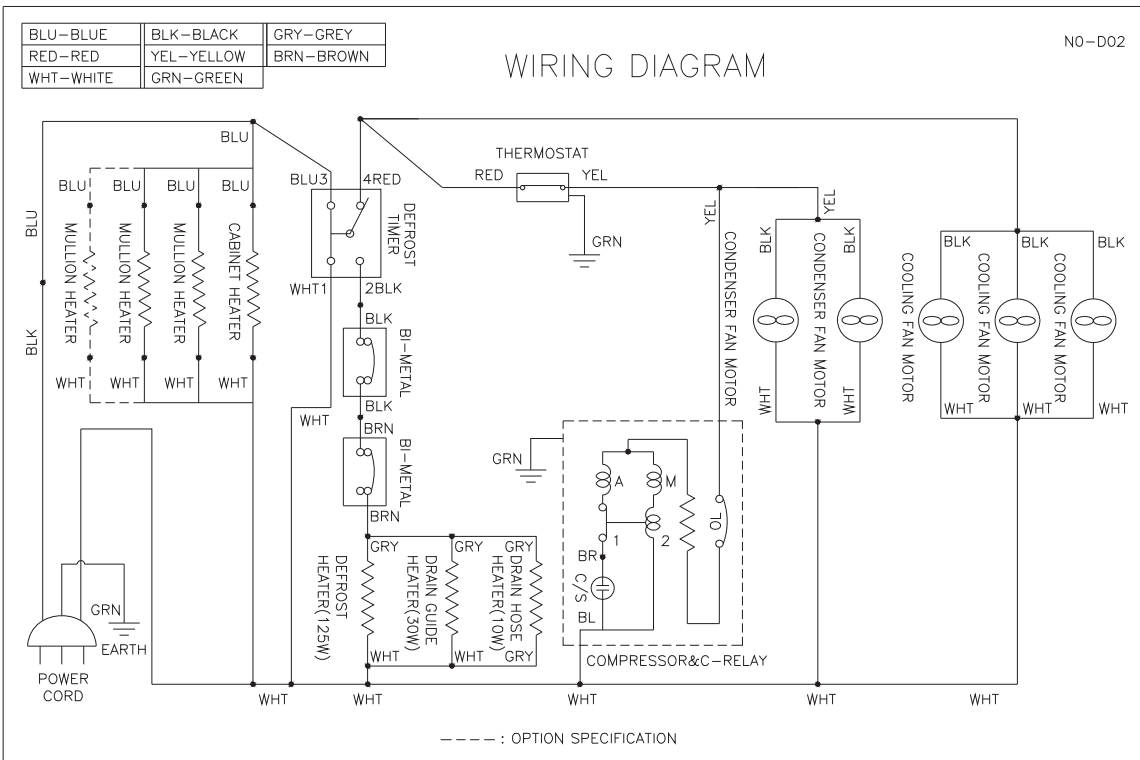 BLU-BLUE BLK-BLACK GRY-GREY
RED-RED YEL-YELLOW BRN-BROWN
WHT-WHITE GRN-GREEN
WIRING DIAGRAM
NO-D02
BLU
BLU
BLK
BLU
BLU
BLU
BLU
MULLION HEATER
MULLION HEATER
MULLION HEATER
CABINET HEATER
WHT
WHT
WHT
WHT
BLU3
4RED
DEFROST
TIMER
WHT1
2BLK
BLK
BI-METAL
BLK
WHT
BRN
BI-METAL
BRN
THERMOSTAT
RED
YEL
GRN
YEL
YEL
CONDENSER FAN MOTOR
BLK
CONDENSER FAN MOTOR
BLK
WHT
WHT
BLK
BLK
BLK
COOLING FAN MOTOR
COOLING FAN MOTOR
COOLING FAN MOTOR
WHT
WHT
WHT
GRN
A
M
1
2
OL
BR
C/S
BL
COMPRESSOR&C-RELAY
GRY
GRY
GRY
DEFROST
HEATER(125W)
DRAIN GUIDE
HEATER(30W)
DRAIN HOSE
HEATER(10W)
WHT
WHT
GRY
GRN
EARTH
POWER
CORD
WHT
WHT
WHT
WHT
WHT
----: OPTION SPECIFICATION